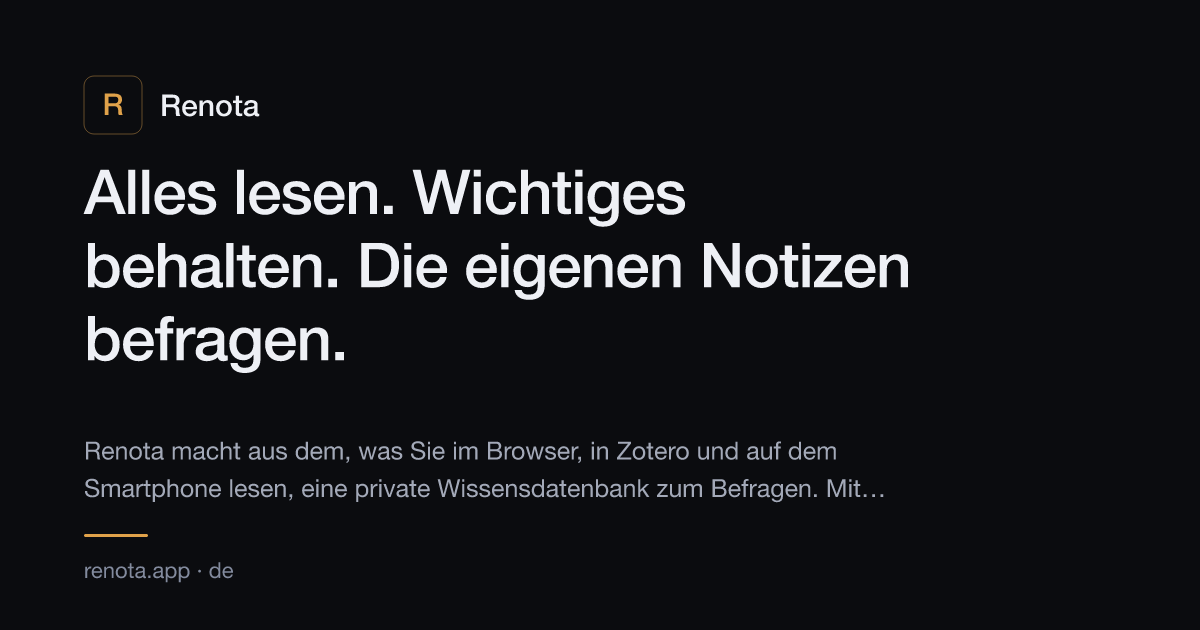 R
Renota
Alles lesen. Wichtiges
behalten. Die eigenen Notizen
befragen.
Renota macht aus dem, was Sie im Browser, in Zotero und auf dem
Smartphone lesen, eine private Wissensdatenbank zum Befragen. Mit…
renota.app · de